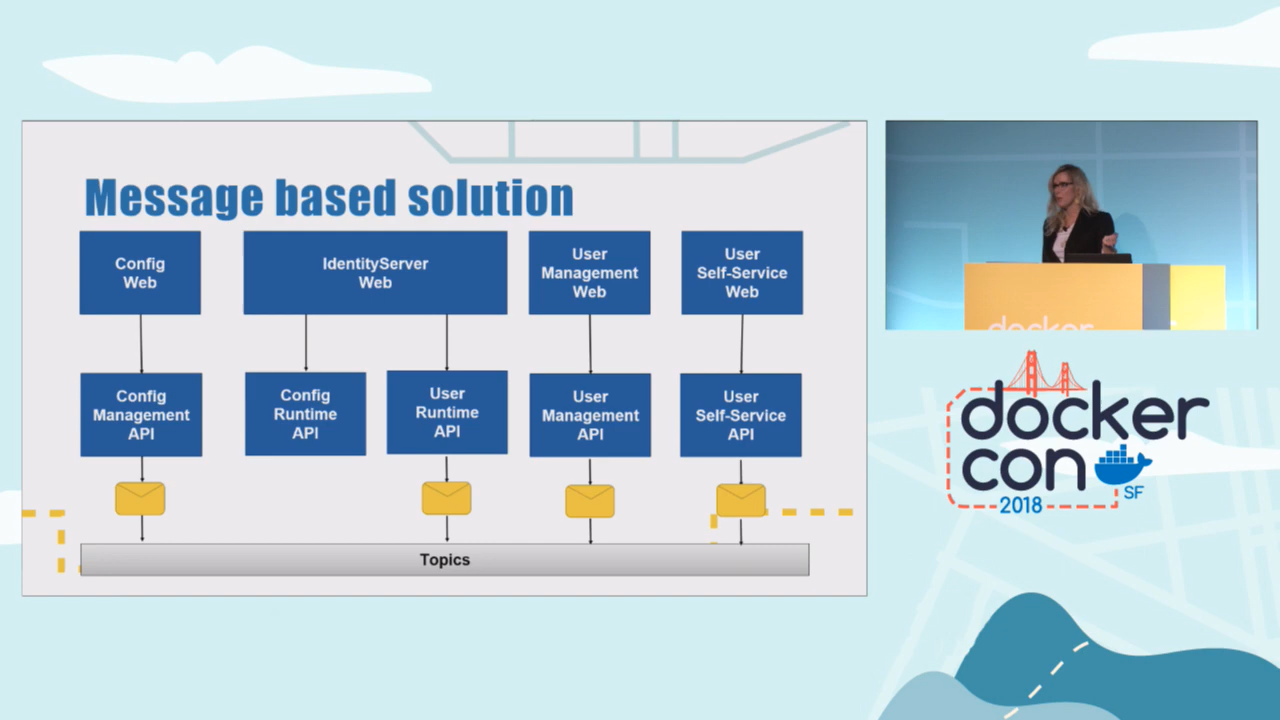 Message based solution
Config
Web
IdentityServer
Web
User
Management
Web
User
Self-Service
Web
Config
Management
API
Config
Runtime
API
User
Runtime
API
User
Management
API
User
Self-Service
API
Topics
docker
docker
con
SF
2018